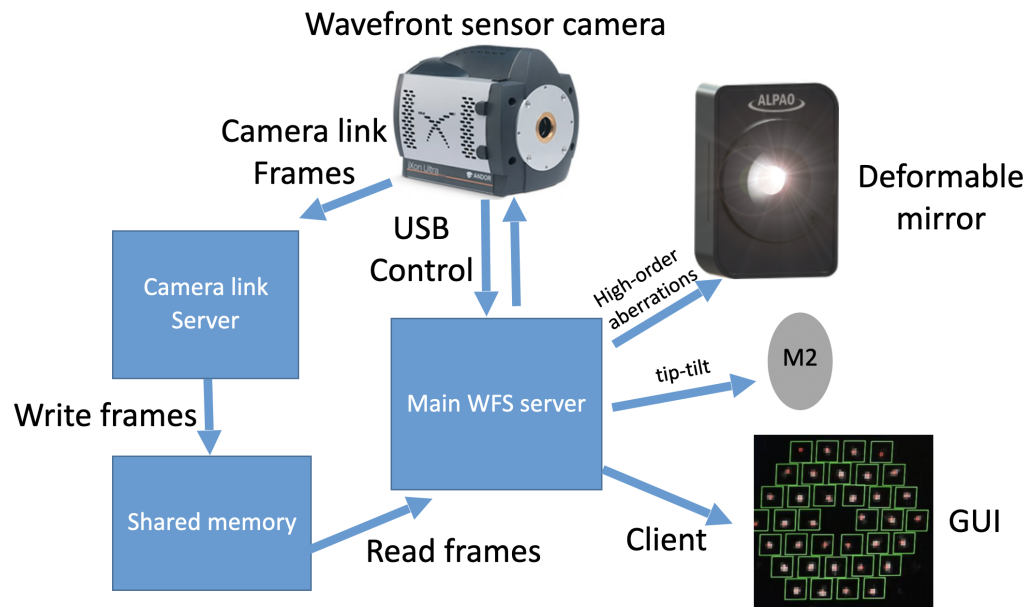 Wavefront sensor camera
ALPAO
Camera link
Frames
iXon Ultra
ANDOR
Deformable
mirror
USB
Control
Camera link
Server
High-order
aberrations
M2
tip-tilt
Main WFS server
Write frames
Shared memory
Read frames
Client
GUI